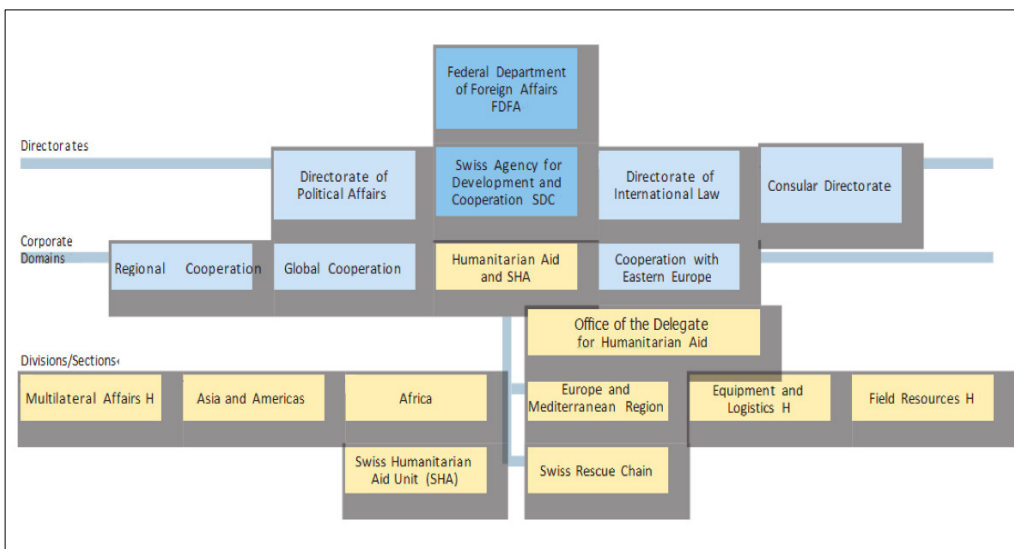 Federal Department
of Foreign Affairs
FDFA
Directorates
Directorate of
Political Affairs
Swiss Agency for
Development and
Cooperation SDC
Directorate of
International Law
Consular Directorate
Corporate
Domains
Regional Cooperation
Global Cooperation
Humanitarian Aid
and SHA
Cooperation with
Eastern Europe
Office of the Delegate
for Humanitarian Aid
Divisions/Sections
Multilateral Affairs H
Asia and Americas
Africa
Europe and
Mediterranean Region
Equipment and
Logistics H
Field Resources H
Swiss Humanitarian
Aid Unit (SHA)
Swiss Rescue Chain